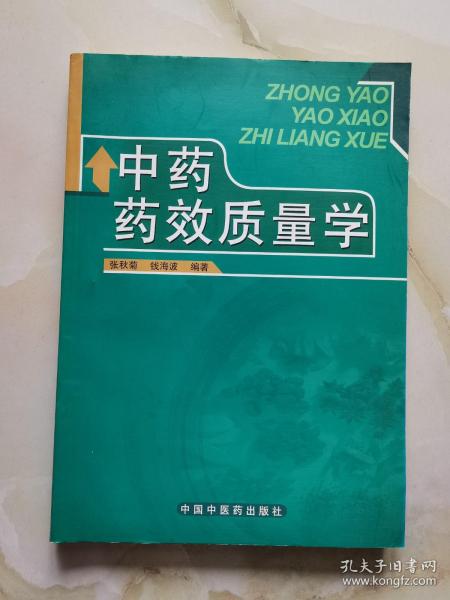 ZHONG YAO
YAO XIAO
ZHI LIANG XUE
中药
药效质量学
张秋菊 钱海波 编著
中国中医药出版社
孔夫子旧书网
www.kongfz.com